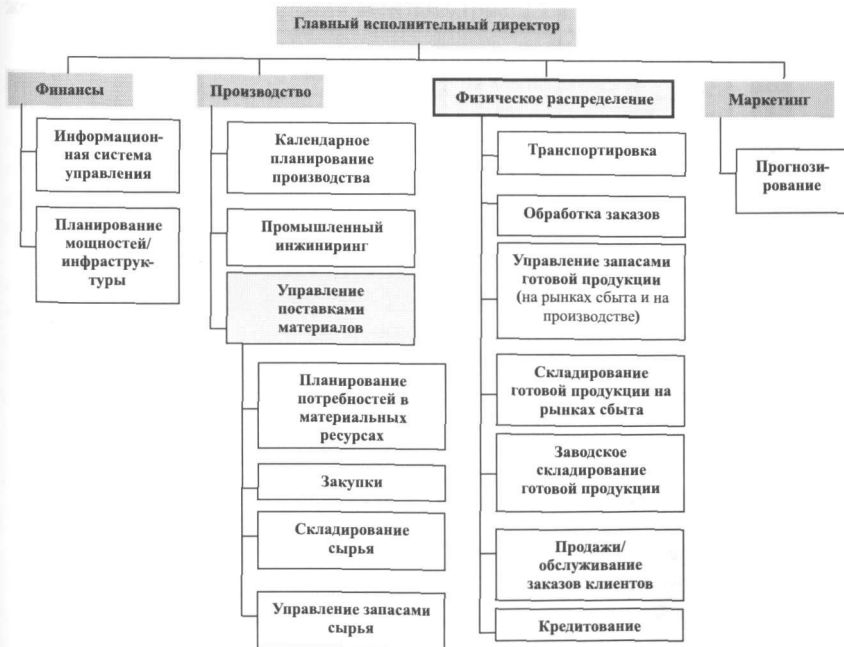 Главный исполнительный директор
Финансы
Информацион-
ная система
управления
Планирование
мощностей/
инфраструк-
туры
Производство
Календарное
планирование
производства
Промышленный
инжиниринг
Управление
поставками
материалов
Планирование
потребностей в
материальных
ресурсах
Закупки
Складирование
сырья
Управление запасами
сырья
Физическое распределение
Транспортировка
Обработка заказов
Управление запасами
готовой продукции
(на рынках сбыта и на
производстве)
Складирование
готовой продукции на
рынках сбыта
Заводское
складирование
готовой продукции
Продажи/
обслуживание
заказов клиентов
Кредитование
Маркетинг
Прогнози-
рование